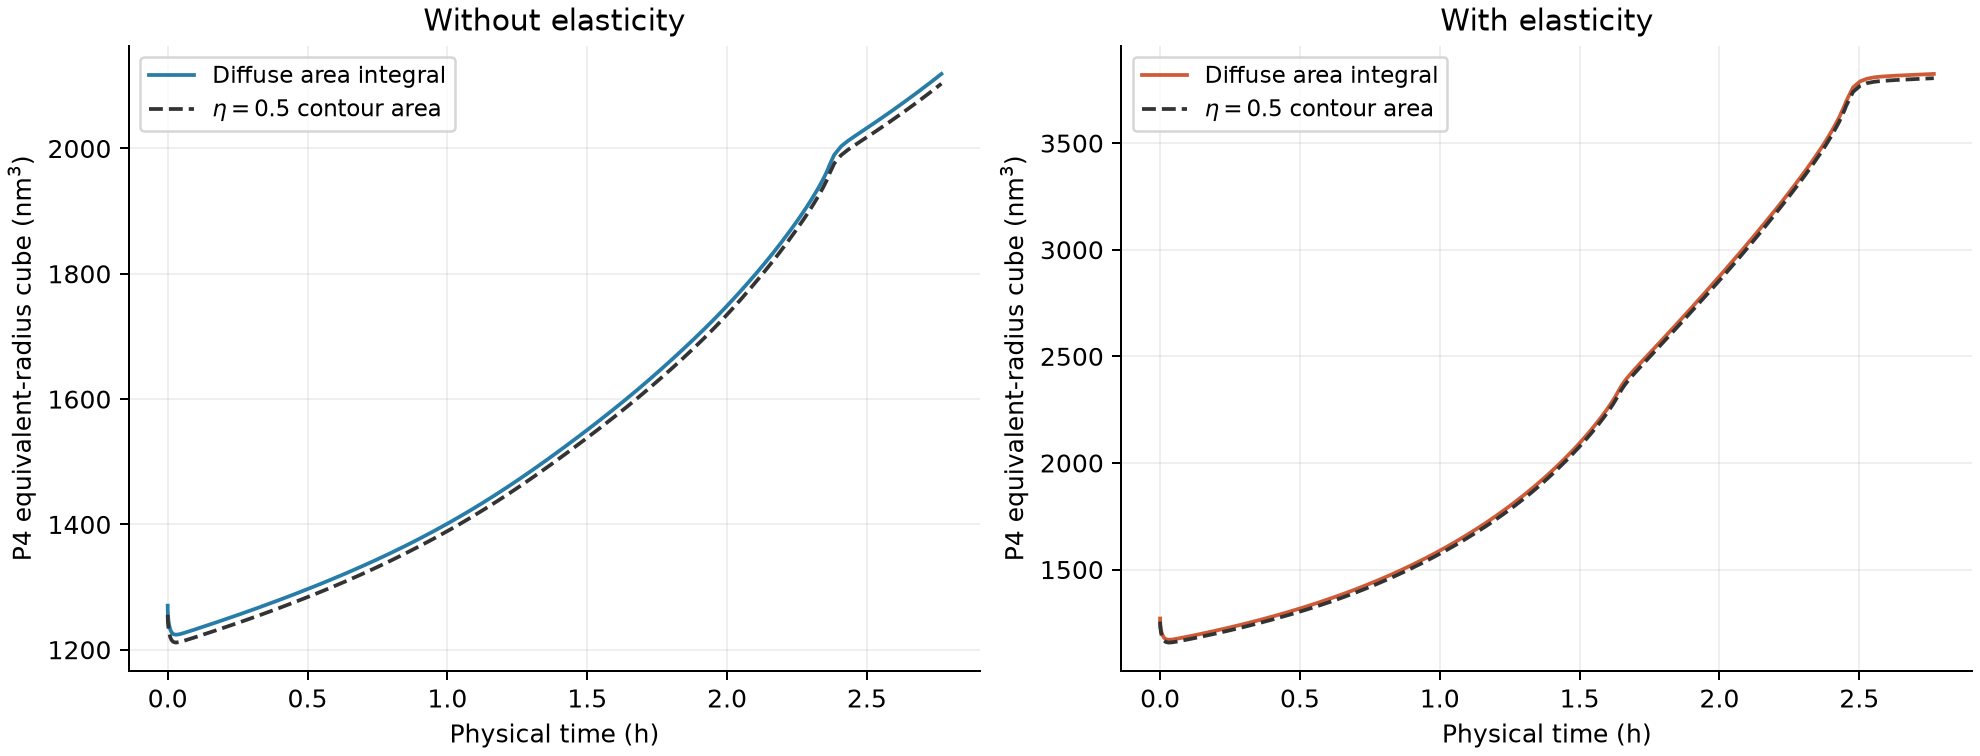 Without elasticity
Diffuse area integral
η = 0.5 contour area
P4 equivalent-radius cube (nm³)
2000
1800
1600
1400
1200
0.0 0.5 1.0 1.5 2.0 2.5
Physical time (h)
With elasticity
Diffuse area integral
η = 0.5 contour area
P4 equivalent-radius cube (nm³)
3500
3000
2500
2000
1500
0.0 0.5 1.0 1.5 2.0 2.5
Physical time (h)